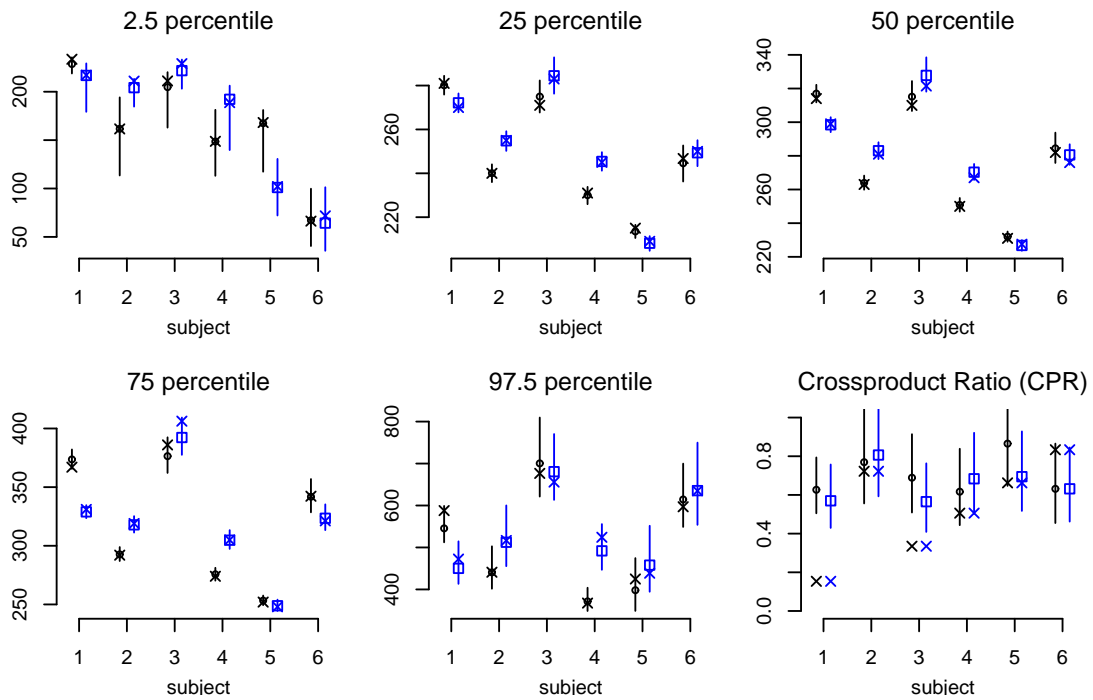 2.5 percentile
25 percentile
50 percentile
200
100
50
1 2 3 4 5 6
subject
260
220
1 2 3 4 5 6
subject
340
300
260
220
1 2 3 4 5 6
subject
75 percentile
97.5 percentile
Crossproduct Ratio (CPR)
400
350
300
250
1 2 3 4 5 6
subject
800
600
400
1 2 3 4 5 6
subject
0.8
0.4
0.0
1 2 3 4 5 6
subject